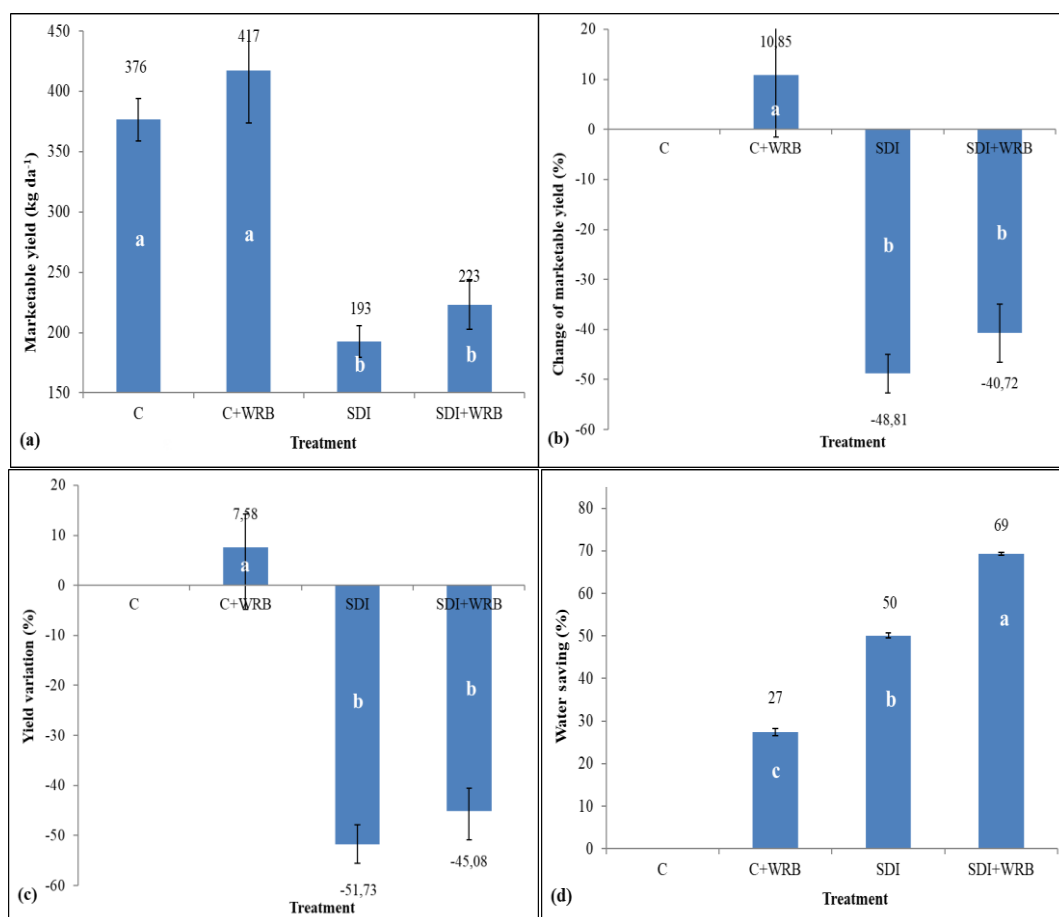 450
400
350
300
250
200
150
Marketable yield (kg da⁻¹)
376
417
193
223
a
a
b
b
C
C+WRB
SDI
SDI+WRB
(a)
Treatment
20
10
0
-10
-20
-30
-40
-50
-60
Change of marketable yield (%)
10,85
a
C
C+WRB
SDI
SDI+WRB
b
b
-48,81
-40,72
(b)
Treatment
20
10
0
-10
-20
-30
-40
-50
-60
Yield variation (%)
7,58
a
C
C+WRB
SDI
SDI+WRB
b
b
-51,73
-45,08
(c)
Treatment
80
70
60
50
40
30
20
10
0
Water saving (%)
27
50
69
c
b
a
C
C+WRB
SDI
SDI+WRB
(d)
Treatment